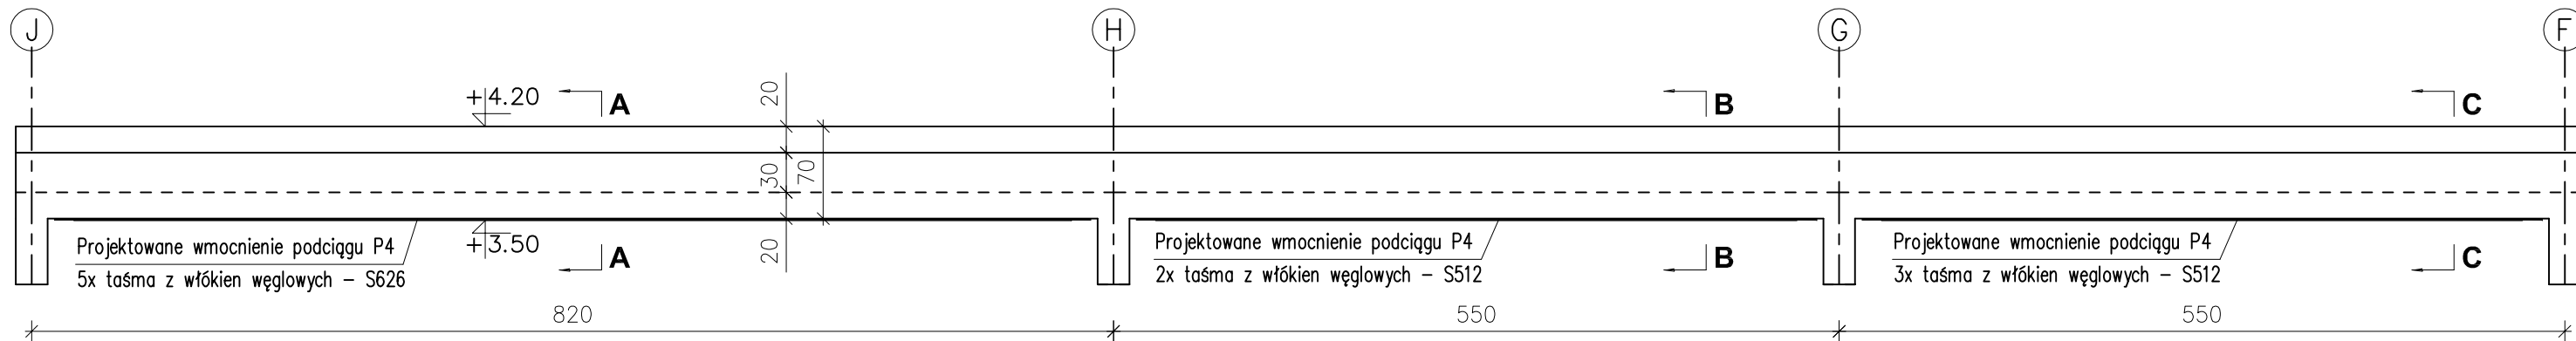 J
H
G
F
+4.20
A
20
B
C
30
70
Projektowane wmocnienie podciągu P4
5x taśma z włókien węglowych – S626
+3.50
A
20
Projektowane wmocnienie podciągu P4
2x taśma z włókien węglowych – S512
B
Projektowane wmocnienie podciągu P4
3x taśma z włókien węglowych – S512
C
820
550
550